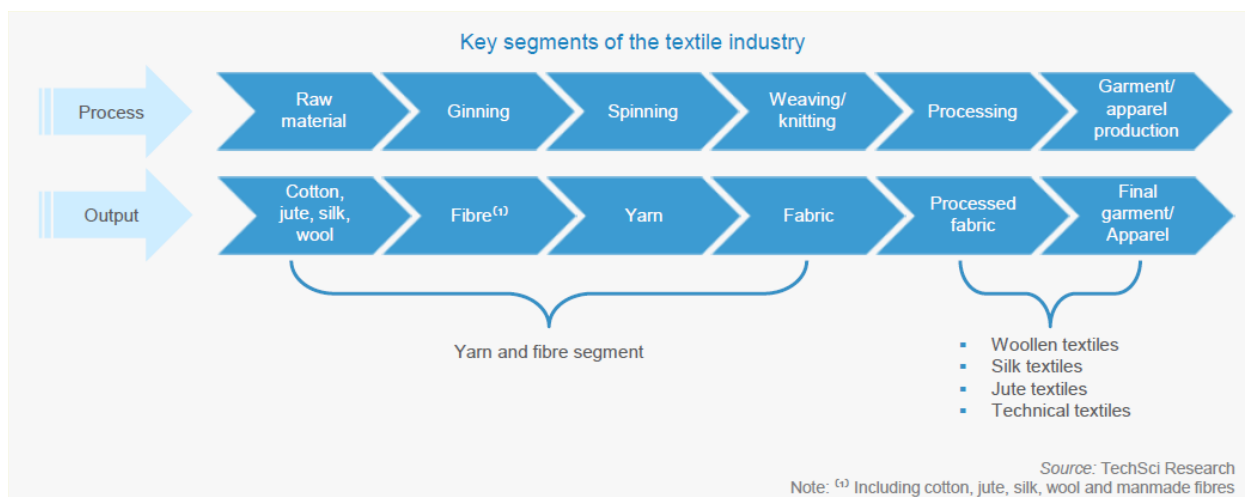 Key segments of the textile industry
Process
Raw
material
Ginning
Spinning
Weaving/
knitting
Processing
Garment/
apparel
production
Output
Cotton,
jute, silk,
wool
Fibre⁽¹⁾
Yarn
Fabric
Processed
fabric
Final
garment/
Apparel
Yarn and fibre segment
▪ Woollen textiles
▪ Silk textiles
▪ Jute textiles
▪ Technical textiles
Source: TechSci Research
Note: ⁽¹⁾ Including cotton, jute, silk, wool and manmade fibres